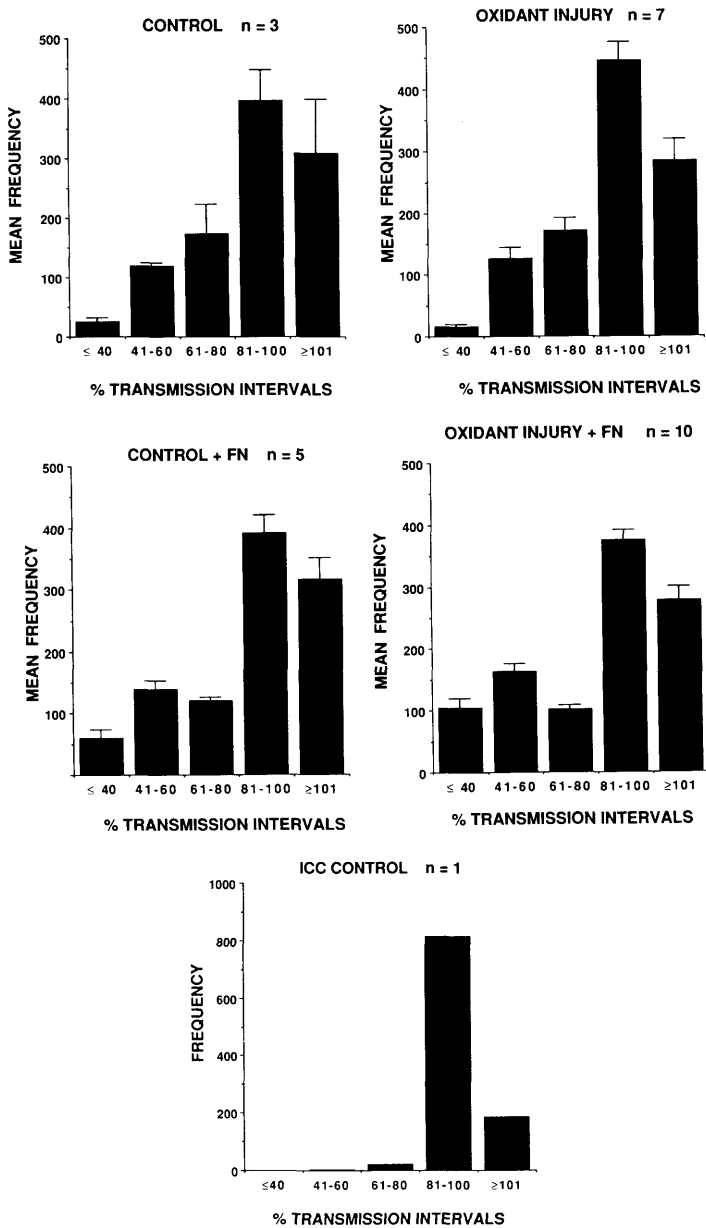 CONTROL n = 3
MEAN FREQUENCY
500
400
300
200
100
0
≤ 40 41-60 61-80 81-100 ≥101
% TRANSMISSION INTERVALS
OXIDANT INJURY n = 7
MEAN FREQUENCY
500
400
300
200
100
0
≤ 40 41-60 61-80 81-100 ≥101
% TRANSMISSION INTERVALS
CONTROL + FN n = 5
MEAN FREQUENCY
500
400
300
200
100
≤ 40 41-60 61-80 81-100 ≥101
% TRANSMISSION INTERVALS
OXIDANT INJURY + FN n = 10
MEAN FREQUENCY
500
400
300
200
100
0
≤ 40 41-60 61-80 81-100 ≥101
% TRANSMISSION INTERVALS
ICC CONTROL n = 1
FREQUENCY
1000
800
600
400
200
0
≤40 41-60 61-80 81-100 ≥101
% TRANSMISSION INTERVALS